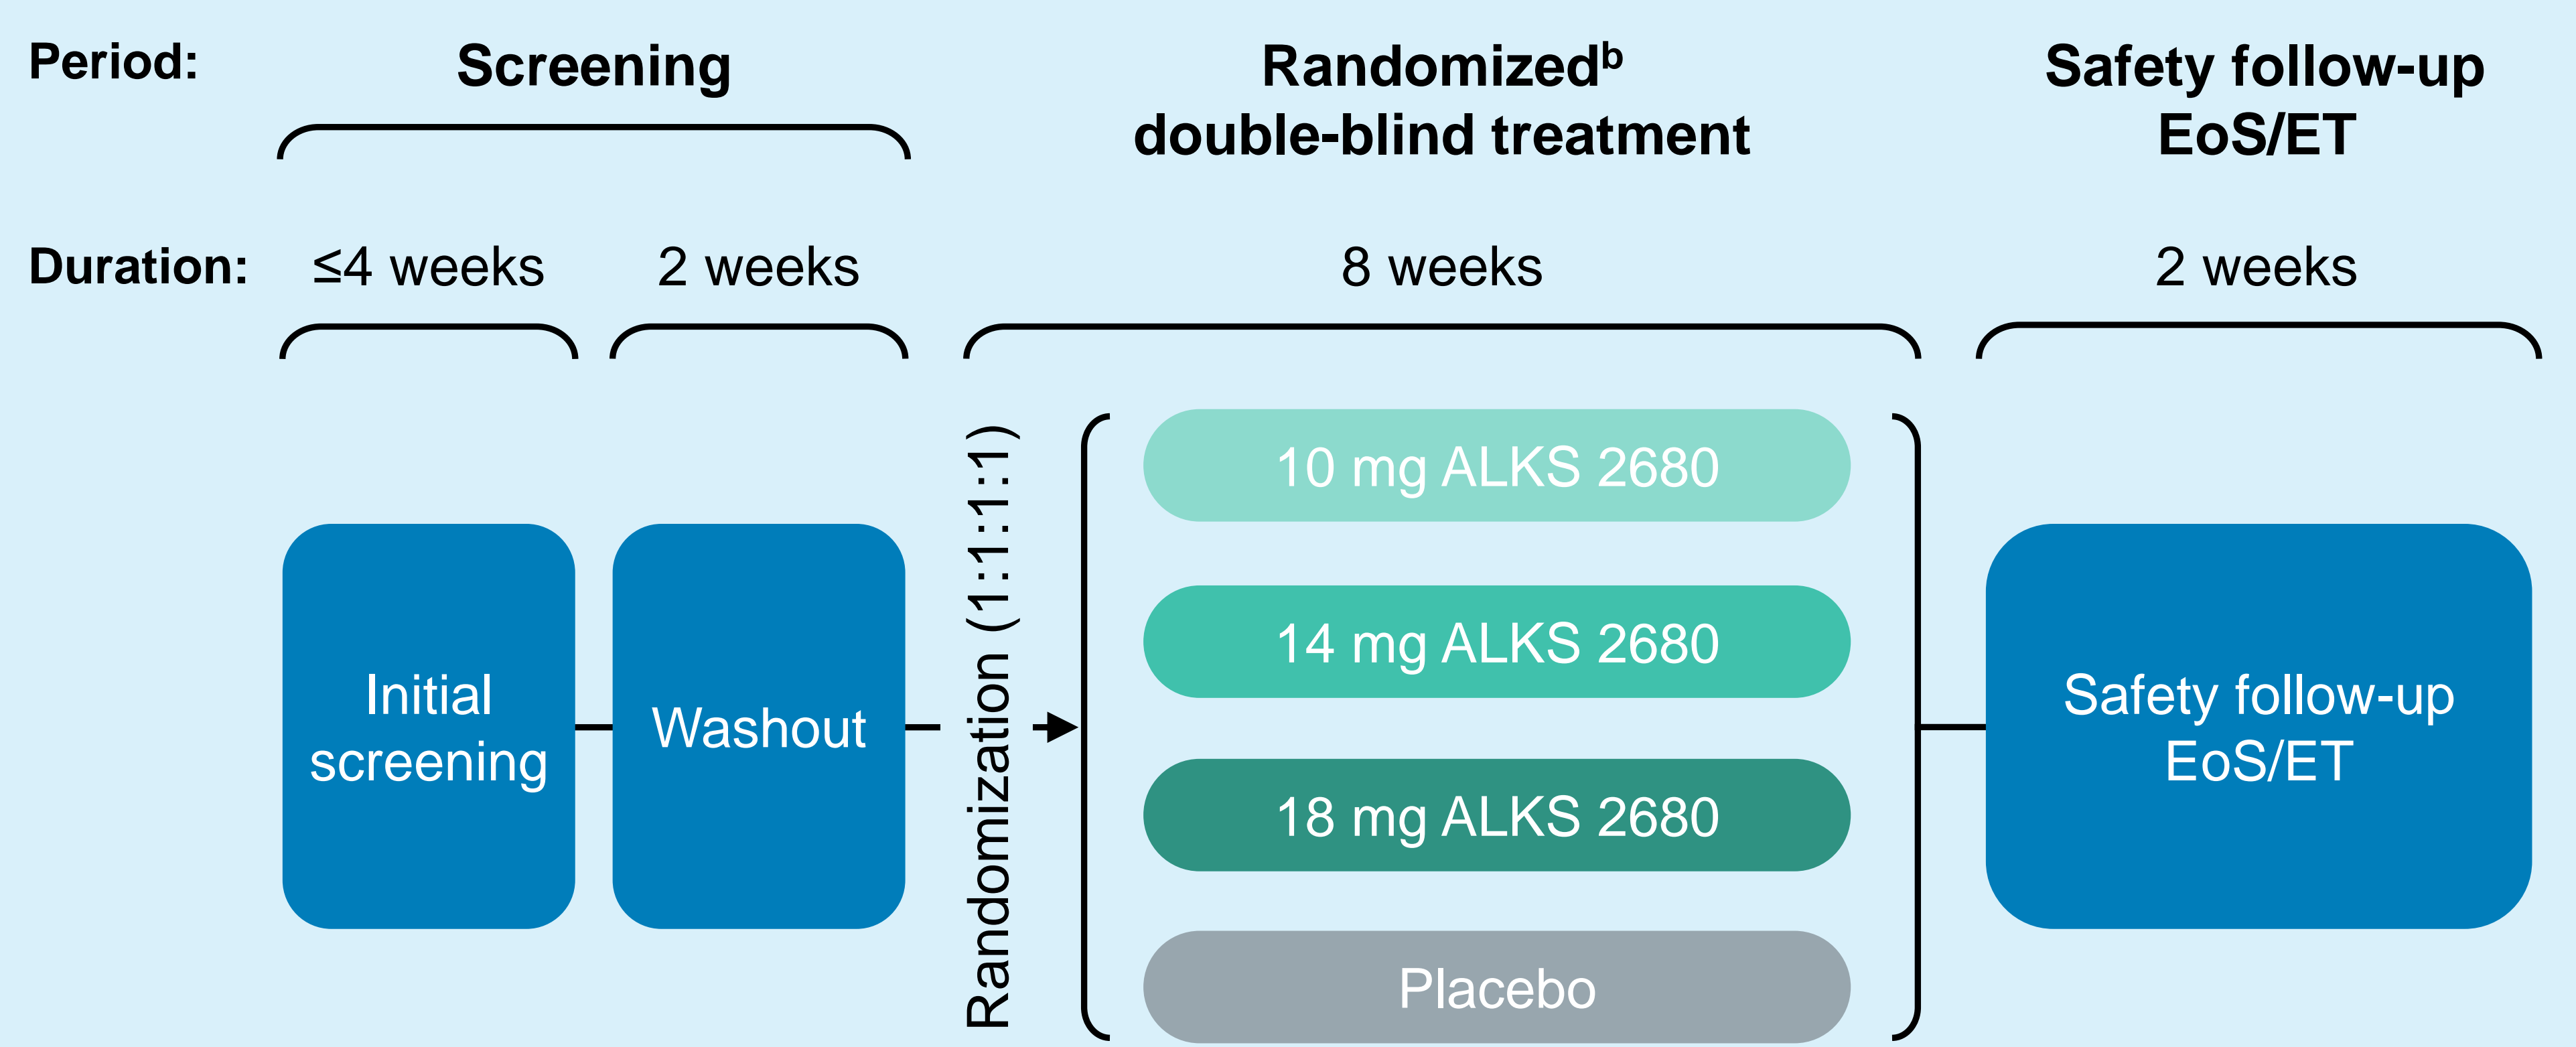 Period:
Screening
Randomizedᵇ
double-blind treatment
Safety follow-up
EoS/ET
Duration:
≤4 weeks
2 weeks
8 weeks
2 weeks
Initial
screening
Washout
Randomization (1:1:1:1)
10 mg ALKS 2680
14 mg ALKS 2680
18 mg ALKS 2680
Placebo
Safety follow-up
EoS/ET